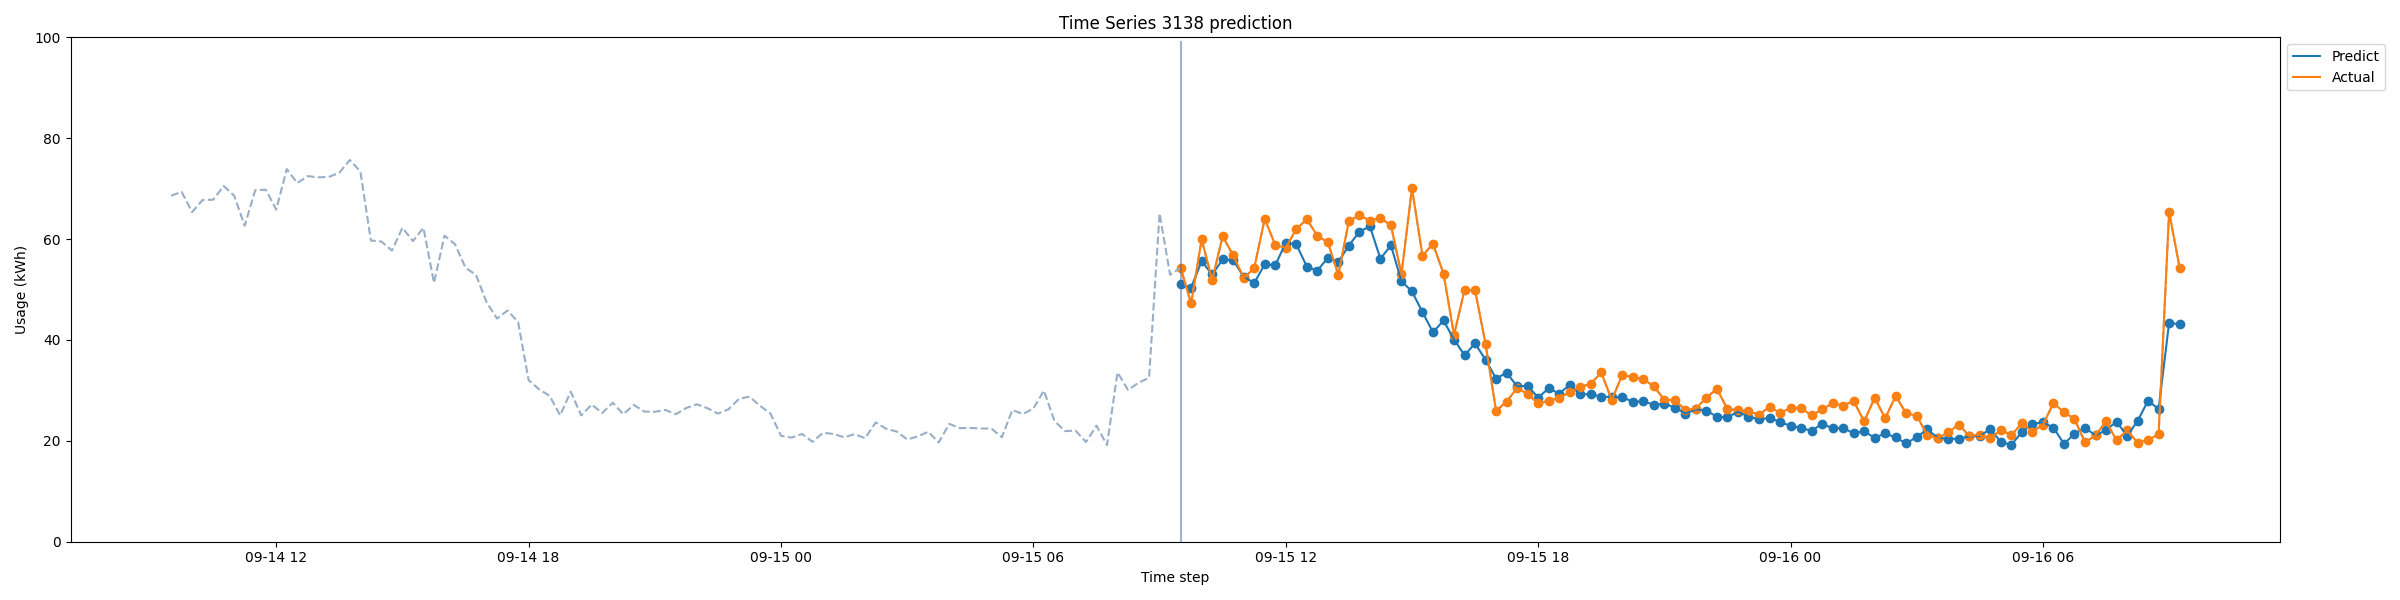 Time Series 3138 prediction
100
80
60
40
20
0
Usage (kWh)
Predict
Actual
09-14 12
09-14 18
09-15 00
09-15 06
09-15 12
09-15 18
09-16 00
09-16 06
Time step